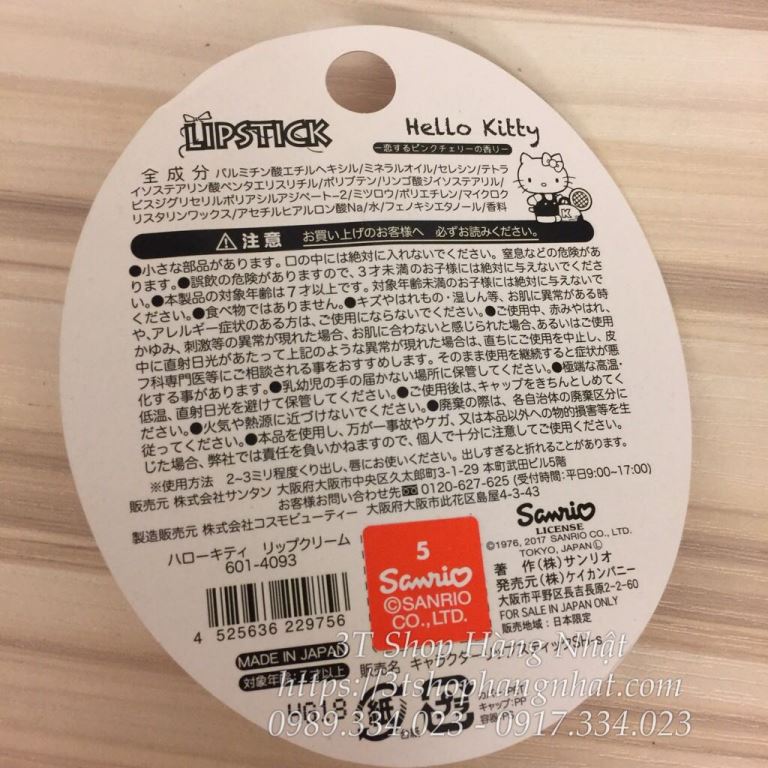 LIPSTICK
Hello Kitty
ー恋するピンクチェリーの香りー
全成分 パルミチン酸エチルヘキシル/ミネラルオイル/セレシン/テトラ
イソステアリン酸ペンタエリスリチル/ポリブテン/リンゴ酸ジイソステアリル/
ビスジグリセリルポリアシルアジペート-2/ミツロウ/ポリエチレン/マイクロク
リスタリンワックス/アセチルヒアルロン酸Na/水/フェノキシエタノール/香料
注意 お買い上げのお客様へ 必ずお読みください。
●小さな部品があります。口の中には絶対に入れないでください。窒息などの危険があ
ります。●誤飲の危険がありますので、3才未満のお子様には絶対に与えないでくださ
い。●本製品の対象年齢は7才以上です。対象年齢未満のお子様には絶対に与えないで
ください。●食べ物ではありません。●キズやはれもの・湿しん等、お肌に異常がある時
や、アレルギー症状のある方は、ご使用にならないでください。●ご使用中、赤みやはれ、
かゆみ、刺激等の異常が現れた場合、お肌に合わないと感じられた場合、あるいはご使用
中に直射日光があたって上記のような異常が現れた場合は、直ちにご使用を中止し、皮
フ科専門医等にご相談される事をおすすめします。そのまま使用を継続すると症状が悪
化する事があります。●乳幼児の手の届かない場所に保管してください。●極端な高温・
低温、直射日光を避けて保管してください。●ご使用後は、キャップをきちんとしめてく
ださい。●火気や熱源に近づけないでください。●廃棄の際は、各自治体の廃棄区分に
従ってください。●本品を使用し、万が一事故やケガ、又は本品以外への物的損害等を生
じた場合、弊社では責任を負いかねますので、個人で十分に注意してご使用ください。
※使用方法 2~3ミリ程度くり出し、唇にお使いください。出しすぎると折れることがあります。
販売元 株式会社サンタン 大阪府大阪市中央区久太郎町3-1-29 本町武田ビル5階
お客様お問い合わせ先 0120-627-625 (受付時間:平日9:00~17:00)
製造販売元 株式会社コスモビューティー 大阪府大阪市此花区島屋4-3-43
ハローキティ リップクリーム
601-4093
4 525636 229756
MADE IN JAPAN
5
Sanrio
©SANRIO
CO., LTD.
Sanrio
LICENSE
©1976, 2017 SANRIO CO., LTD.
TOKYO, JAPAN Ⓛ
著作(株)サンリオ
発売元(株)ケイカンパニー
大阪市平野区長吉長原2-2-60
FOR SALE IN JAPAN ONLY
販売地域:日本限定
販売名 キャラクターリップスティックSH-s
HG18
紙
台紙
プラ
キャップ:PP
3T Shop Hàng Nhật
https://3tshophangnhat.com
0989.334.023 - 0917.334.023